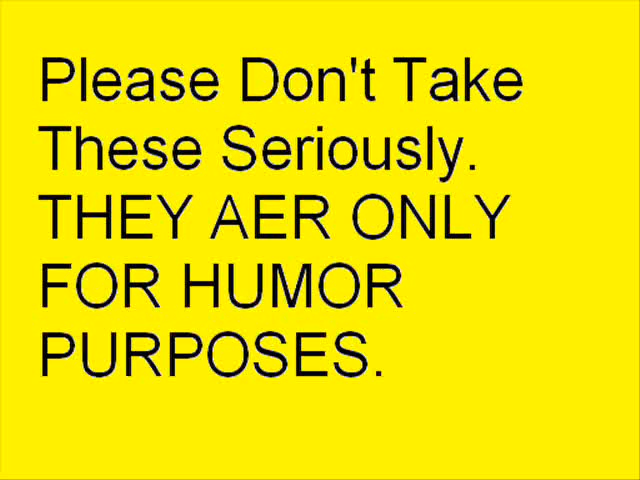 Please Don't Take
These Seriously.
THEY AER ONLY
FOR HUMOR
PURPOSES.